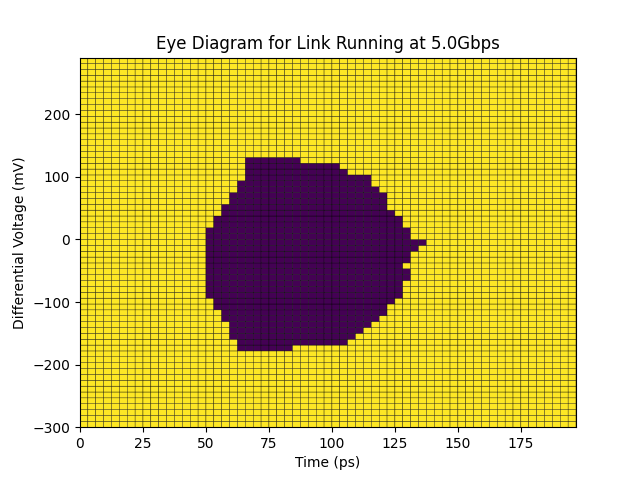 Eye Diagram for Link Running at 5.0Gbps
Differential Voltage (mV)
200
100
0
−100
−200
−300
0 25 50 75 100 125 150 175
Time (ps)